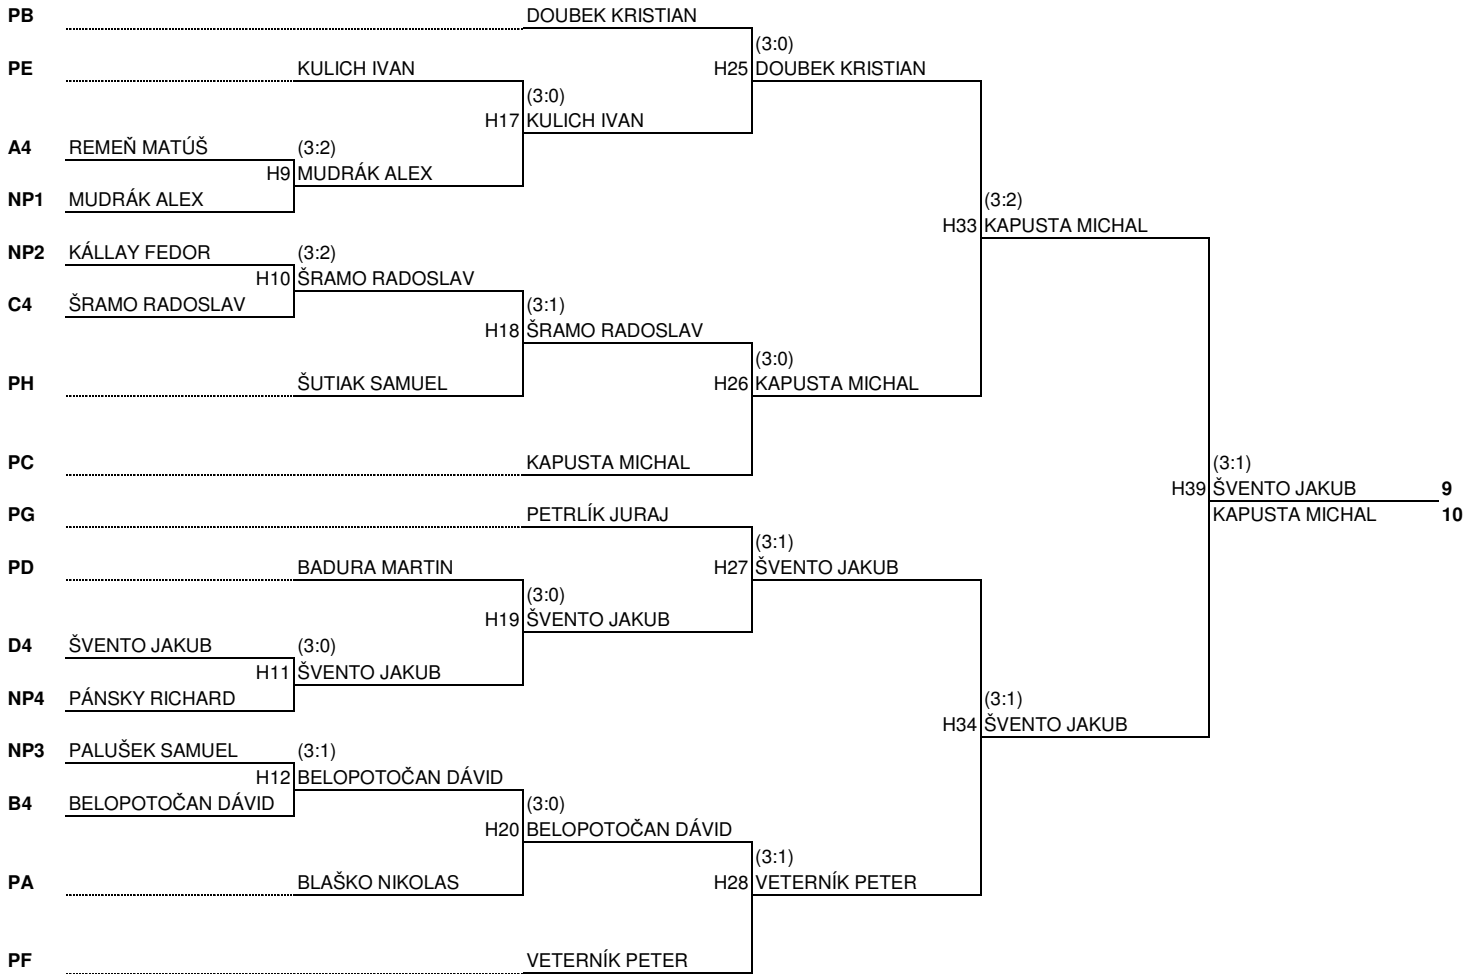 PB DOUBEK KRISTIAN
(3:0)
PE KULICH IVAN H25 DOUBEK KRISTIAN
(3:0)
H17 KULICH IVAN
A4 REMEŇ MATÚŠ (3:2)
H9 MUDRÁK ALEX
NP1 MUDRÁK ALEX (3:2)
H33 KAPUSTA MICHAL
NP2 KÁLLAY FEDOR (3:2)
H10 ŠRAMO RADOSLAV
C4 ŠRAMO RADOSLAV (3:1)
H18 ŠRAMO RADOSLAV
(3:0)
PH ŠUTIAK SAMUEL H26 KAPUSTA MICHAL
PC KAPUSTA MICHAL (3:1)
H39 ŠVENTO JAKUB 9
PG PETRLÍK JURAJ KAPUSTA MICHAL 10
(3:1)
PD BADURA MARTIN H27 ŠVENTO JAKUB
(3:0)
H19 ŠVENTO JAKUB
D4 ŠVENTO JAKUB (3:0)
H11 ŠVENTO JAKUB
NP4 PÁNSKY RICHARD (3:1)
H34 ŠVENTO JAKUB
NP3 PALUŠEK SAMUEL (3:1)
H12 BELOPOTOČAN DÁVID
B4 BELOPOTOČAN DÁVID (3:0)
H20 BELOPOTOČAN DÁVID
(3:1)
PA BLAŠKO NIKOLAS H28 VETERNÍK PETER
PF VETERNÍK PETER